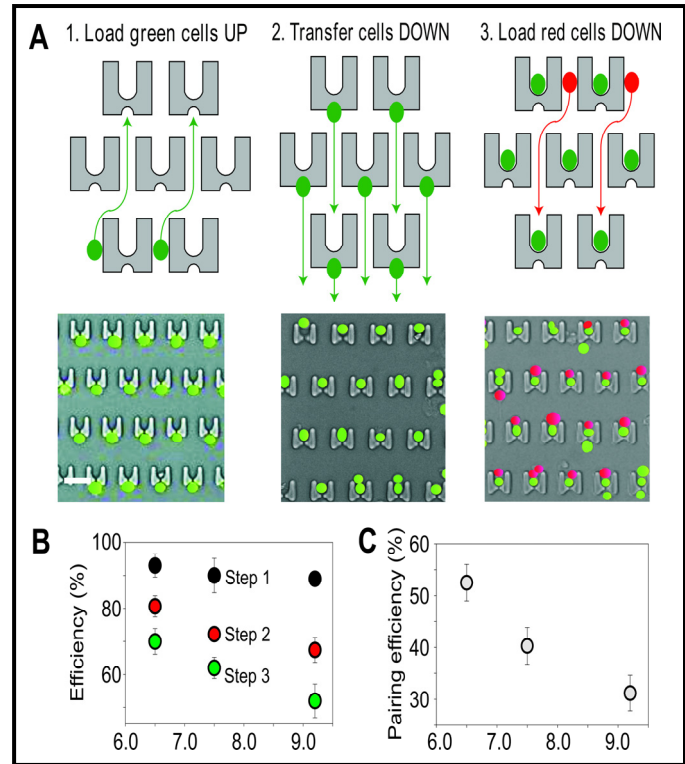 A
1. Load green cells UP
2. Transfer cells DOWN
3. Load red cells DOWN
B
Efficiency (%)
100
80
60
Step 1
Step 2
Step 3
6.0 7.0 8.0 9.0
C
Pairing efficiency (%)
60
50
40
30
6.0 7.0 8.0 9.0